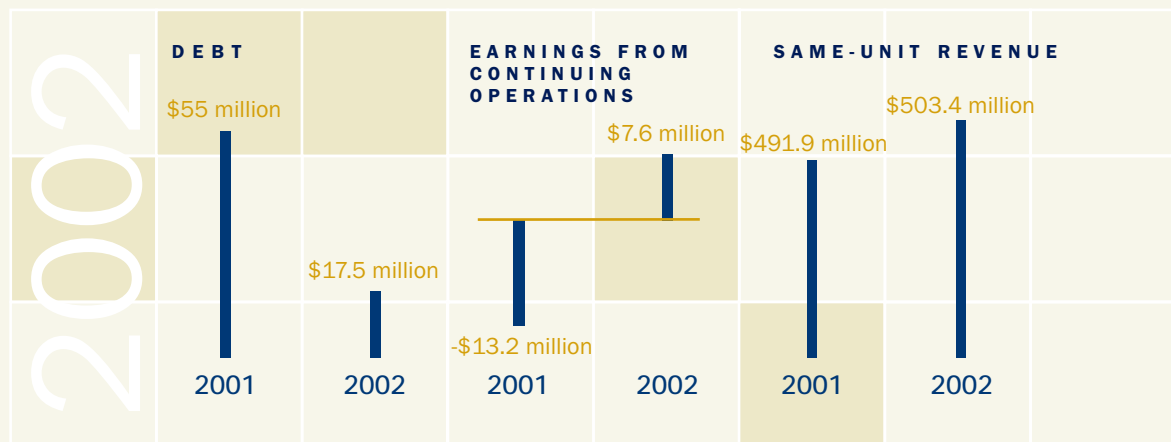 2002
DEBT
$55 million
$17.5 million
2001
2002
EARNINGS FROM
CONTINUING
OPERATIONS
$7.6 million
-$13.2 million
2001
2002
SAME-UNIT REVENUE
$491.9 million
$503.4 million
2001
2002